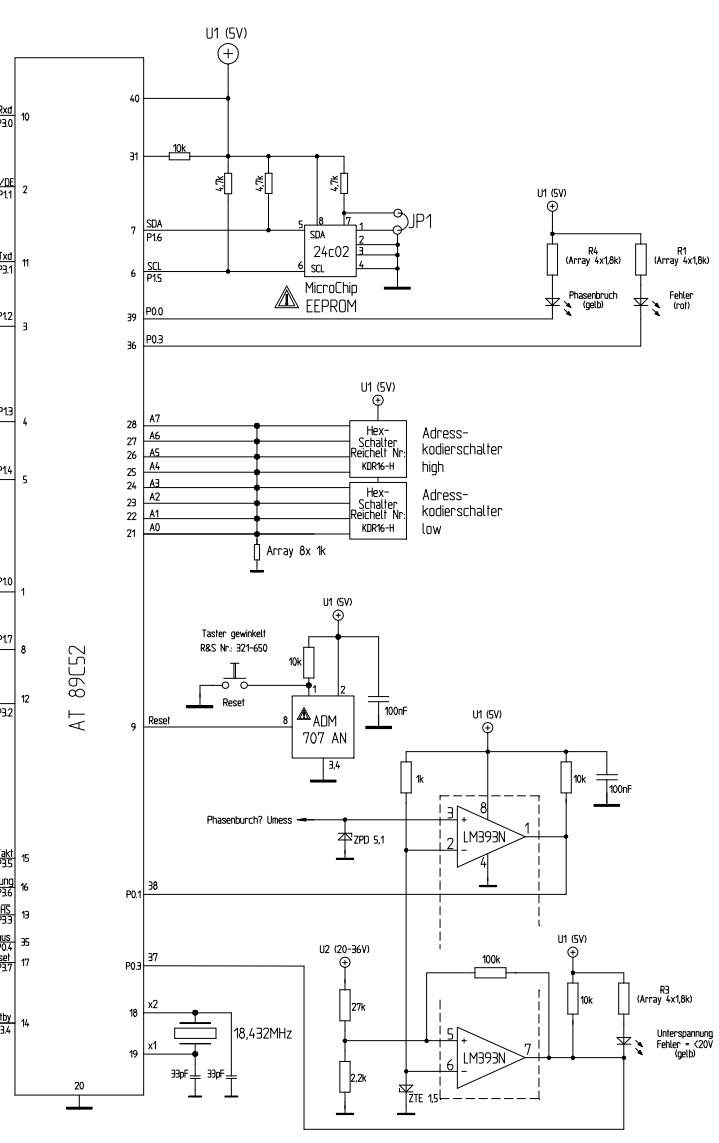 U1 (5V)
40
Rxd
P3.0
10
10k
31
4,7k
4,7k
4,7k
/DE
P1.1
2
U1 (5V)
7
SDA
P1.6
5
8
7
1
JP1
SDA
2
24c02
3
R4
(Array 4x1,8k)
R1
(Array 4x1,8k)
Txd
P3.1
11
6
SCL
P1.5
6
SCL
4
MicroChip
EEPROM
Phasenbruch
(gelb)
Fehler
(rot)
P1.2
3
39
P0.0
36
P0.3
U1 (5V)
P1.3
4
28
A7
27
A6
26
A5
25
A4
24
A3
23
A2
22
A1
21
A0
Hex-
Schalter
Reichelt Nr:
KDR16-H
Adress-
kodierschalter
high
P1.4
5
Hex-
Schalter
Reichelt Nr:
KDR16-H
Adress-
kodierschalter
low
Array 8x 1k
P1.0
1
U1 (5V)
Taster gewinkelt
R&S Nr.: 321-650
P1.7
8
AT 89C52
10k
1
2
Reset
100nF
12
P3.2
9
Reset
8
ADM
707 AN
3,4
U1 (5V)
1k
10k
100nF
Phasenburch? Umess
3
8
1
LM393N
ZPD 5,1
2
4
Takt
P3.5
15
P3.6
16
P0.1
38
P3.3
13
P0.4
35
P3.7
17
P0.3
37
U2 (20-36V)
U1 (5V)
100k
27k
10k
R3
(Array 4x1,8k)
18
x2
18,432MHz
P3.4
14
5
7
LM393N
6
Unterspannung
Fehler = <20V
(gelb)
19
x1
33pF
33pF
2,2k
ZTE 1,5
20